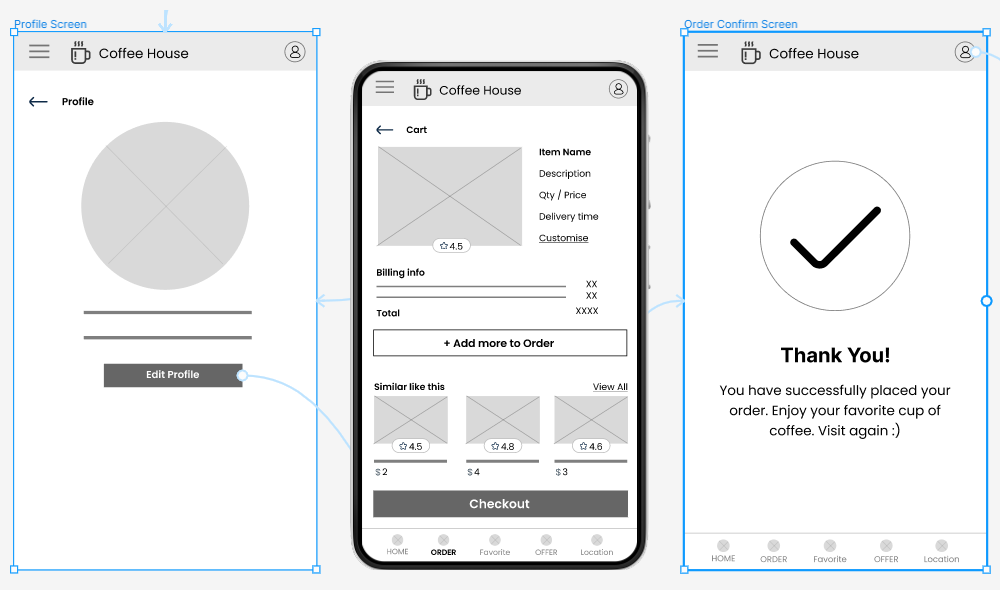 Profile Screen
Coffee House
Profile
Edit Profile
Coffee House
Cart
Item Name
Description
Qty / Price
Delivery time
Customise
4.5
Billing info
XX
XX
Total
XXXX
+ Add more to Order
Similar like this
View All
4.5
4.8
4.6
$ 2
$ 4
$ 3
Checkout
HOME
ORDER
Favorite
OFFER
Location
Order Confirm Screen
Coffee House
Thank You!
You have successfully placed your
order. Enjoy your favorite cup of
coffee. Visit again :)
HOME
ORDER
Favorite
OFFER
Location